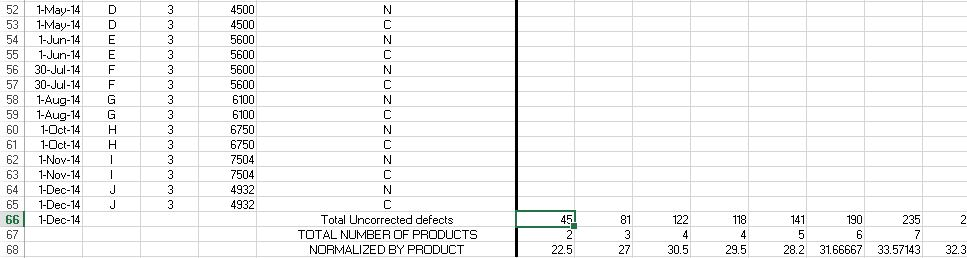 52 1-May-14 D 3 4500 N
53 1-May-14 D 3 4500 C
54 1-Jun-14 E 3 5600 N
55 1-Jun-14 E 3 5600 C
56 30-Jul-14 F 3 5600 N
57 30-Jul-14 F 3 5600 C
58 1-Aug-14 G 3 6100 N
59 1-Aug-14 G 3 6100 C
60 1-Oct-14 H 3 6750 N
61 1-Oct-14 H 3 6750 C
62 1-Nov-14 I 3 7504 N
63 1-Nov-14 I 3 7504 C
64 1-Dec-14 J 3 4932 N
65 1-Dec-14 J 3 4932 C
66 1-Dec-14 Total Uncorrected defects 45 81 122 118 141 190 235 2
67 TOTAL NUMBER OF PRODUCTS 2 3 4 4 5 6 7
68 NORMALIZED BY PRODUCT 22.5 27 30.5 29.5 28.2 31.66667 33.57143 32.3